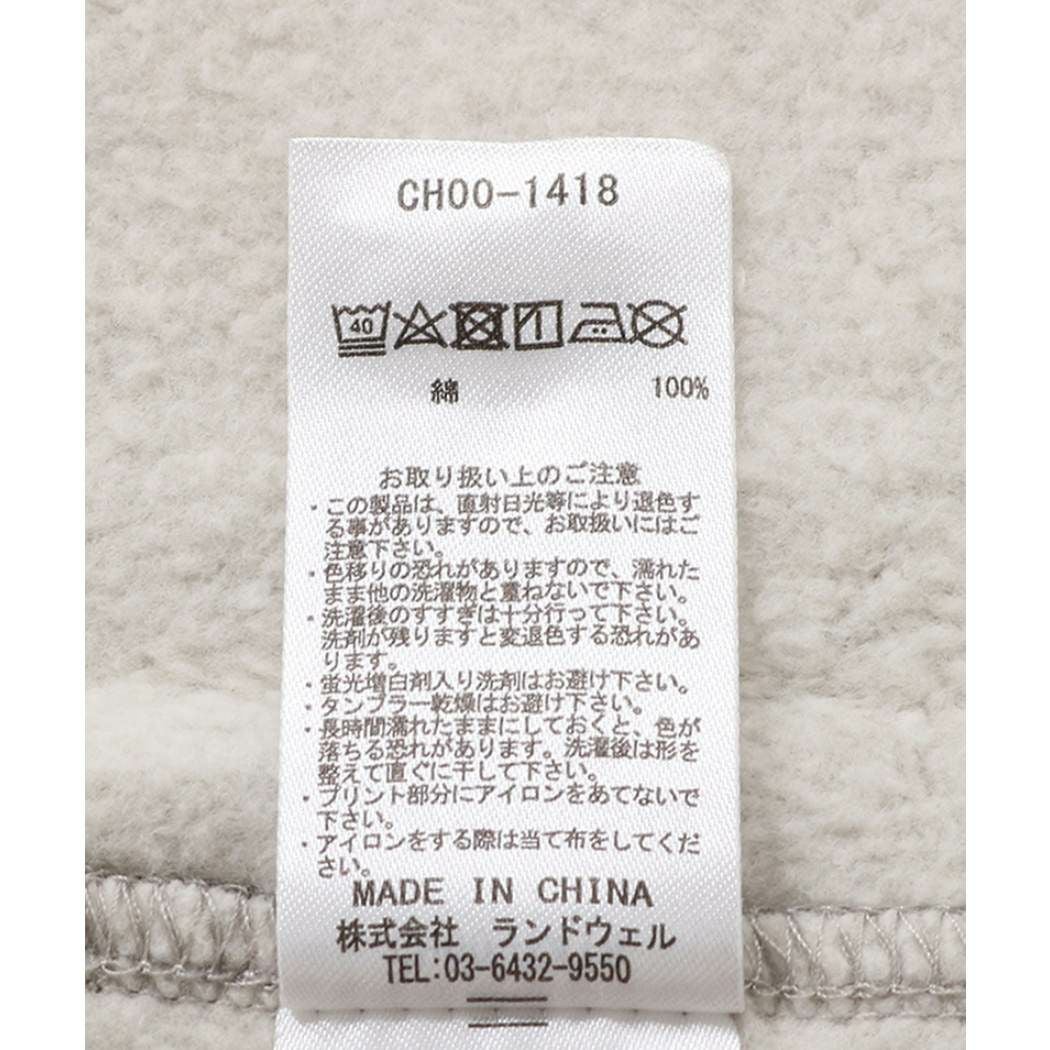 CH00-1418
40
綿 100%
お取り扱い上のご注意
・この製品は、直射日光等により退色す
る事がありますので、お取扱いにはご
注意下さい。
・色移りの恐れがありますので、濡れた
まま他の洗濯物と重ねないで下さい。
・洗濯後のすすぎは十分行って下さい。
洗剤が残りますと変退色する恐れがあ
ります。
・蛍光増白剤入り洗剤はお避け下さい。
・タンブラー乾燥はお避け下さい。
・長時間濡れたままにしておくと、色が
落ちる恐れがあります。洗濯後は形を
整えて直ぐに干して下さい。
・プリント部分にアイロンをあてないで
下さい。
・アイロンをする際は当て布をしてくだ
さい。
MADE IN CHINA
株式会社 ランドウェル
TEL:03-6432-9550